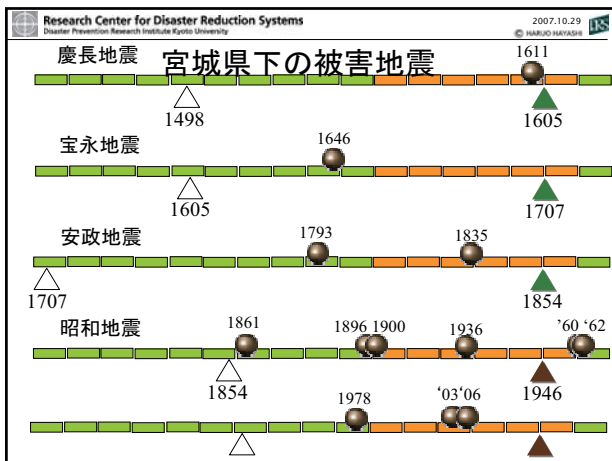 Research Center for Disaster Reduction Systems
Disaster Prevention Research Institute Kyoto University
2007.10.29
© HARUO HAYASHI
DRS
宮城県下の被害地震
慶長地震
1611
1498
1605
宝永地震
1646
1605
1707
安政地震
1793
1835
1707
1854
昭和地震
1861
1896 1900
1936
'60 ‘62
1854
1946
1978
‘03‘06